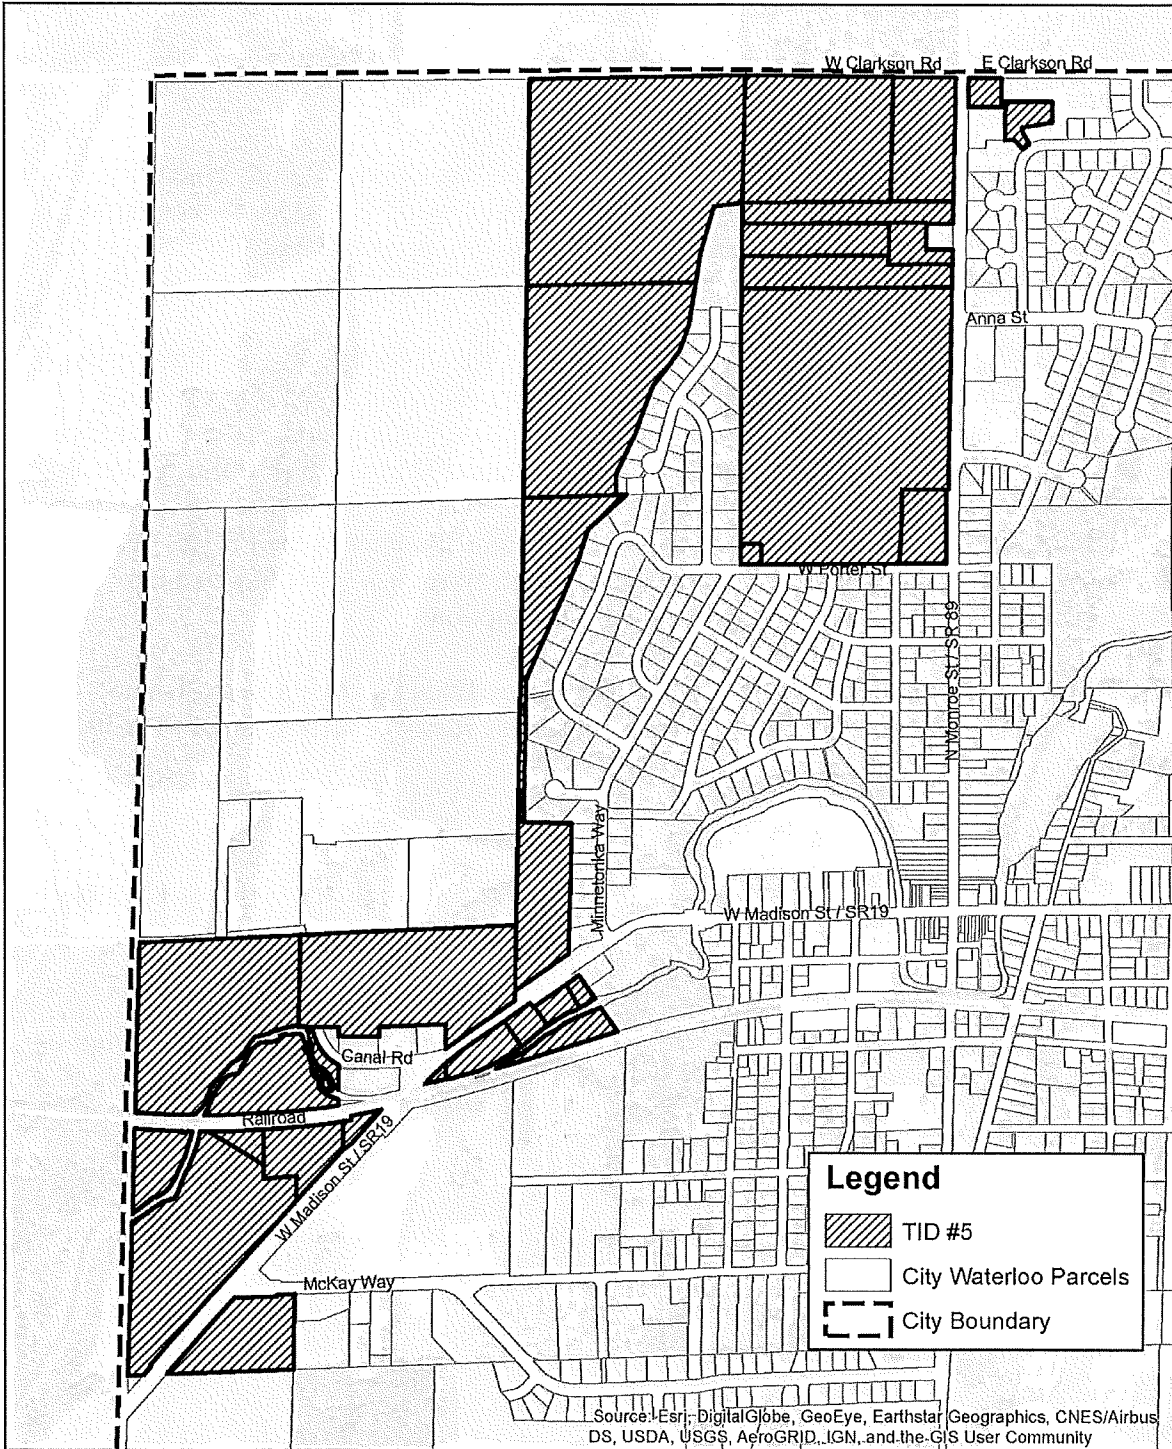 W Clarkson Rd
E Clarkson Rd
Anna St
W Porter St
N Monroe St / SR 89
Minnetonka Way
W Madison St / SR19
Canal Rd
Railroad
W Madison St / SR19
McKay Way
Legend
TID #5
City Waterloo Parcels
City Boundary
Source: Esri, DigitalGlobe, GeoEye, Earthstar Geographics, CNES/Airbus
DS, USDA, USGS, AeroGRID, IGN, and the GIS User Community